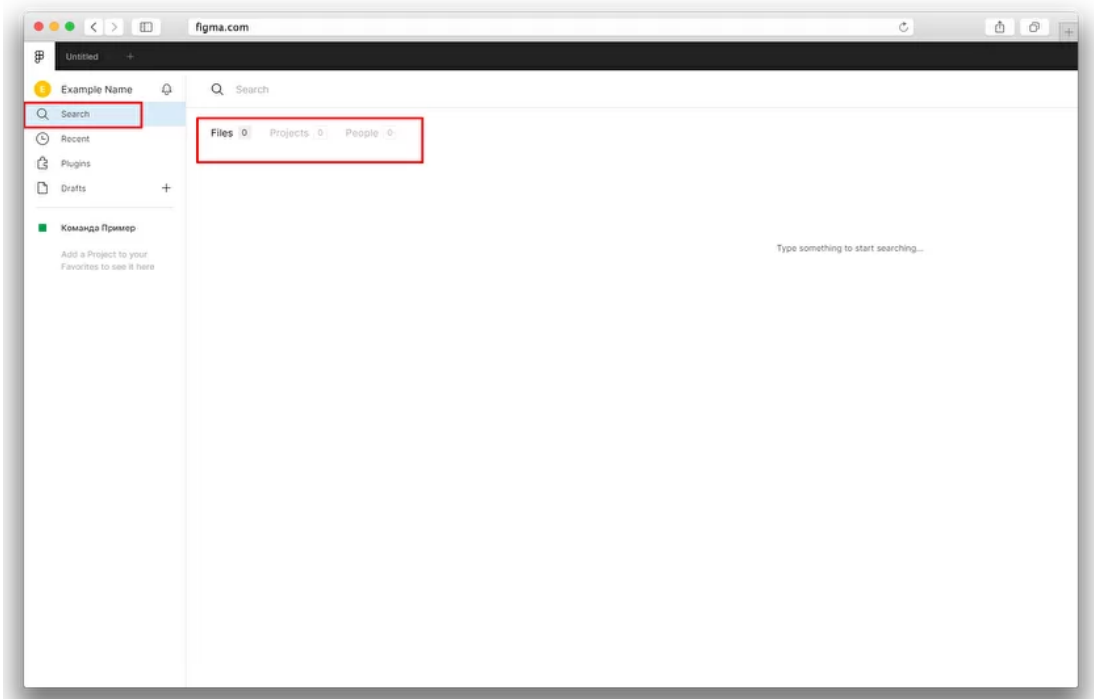 figma.com
Untitled
E Example Name
Search
Search
Files 0 Projects 0 People 0
Recent
Plugins
Drafts
Команда Пример
Add a Project to your
Favorites to see it here
Type something to start searching...